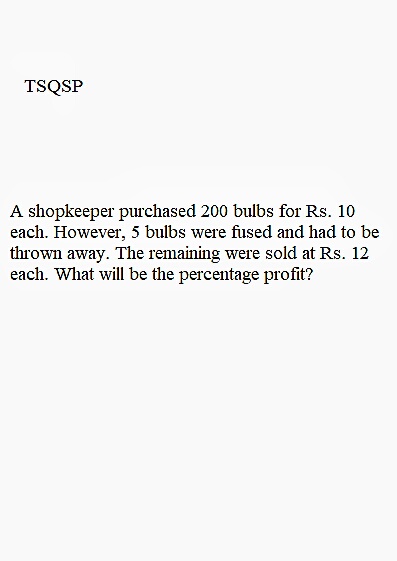 TSQSP
A shopkeeper purchased 200 bulbs for Rs. 10
each. However, 5 bulbs were fused and had to be
thrown away. The remaining were sold at Rs. 12
each. What will be the percentage profit?